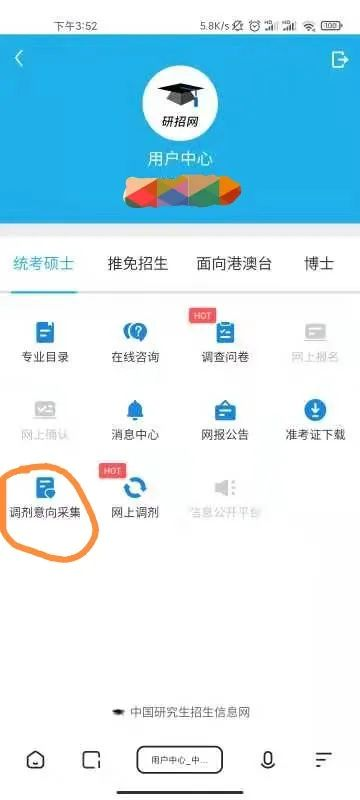 下午3:52
5.8K/s
HD
HD
100
研招网
用户中心
统考硕士 推免招生 面向港澳台 博士
HOT
专业目录 在线咨询 调查问卷 网上报名
网上确认 消息中心 网报公告 准考证下载
HOT
调剂意向采集 网上调剂 信息公开平台
中国研究生招生信息网
用户中心_中...